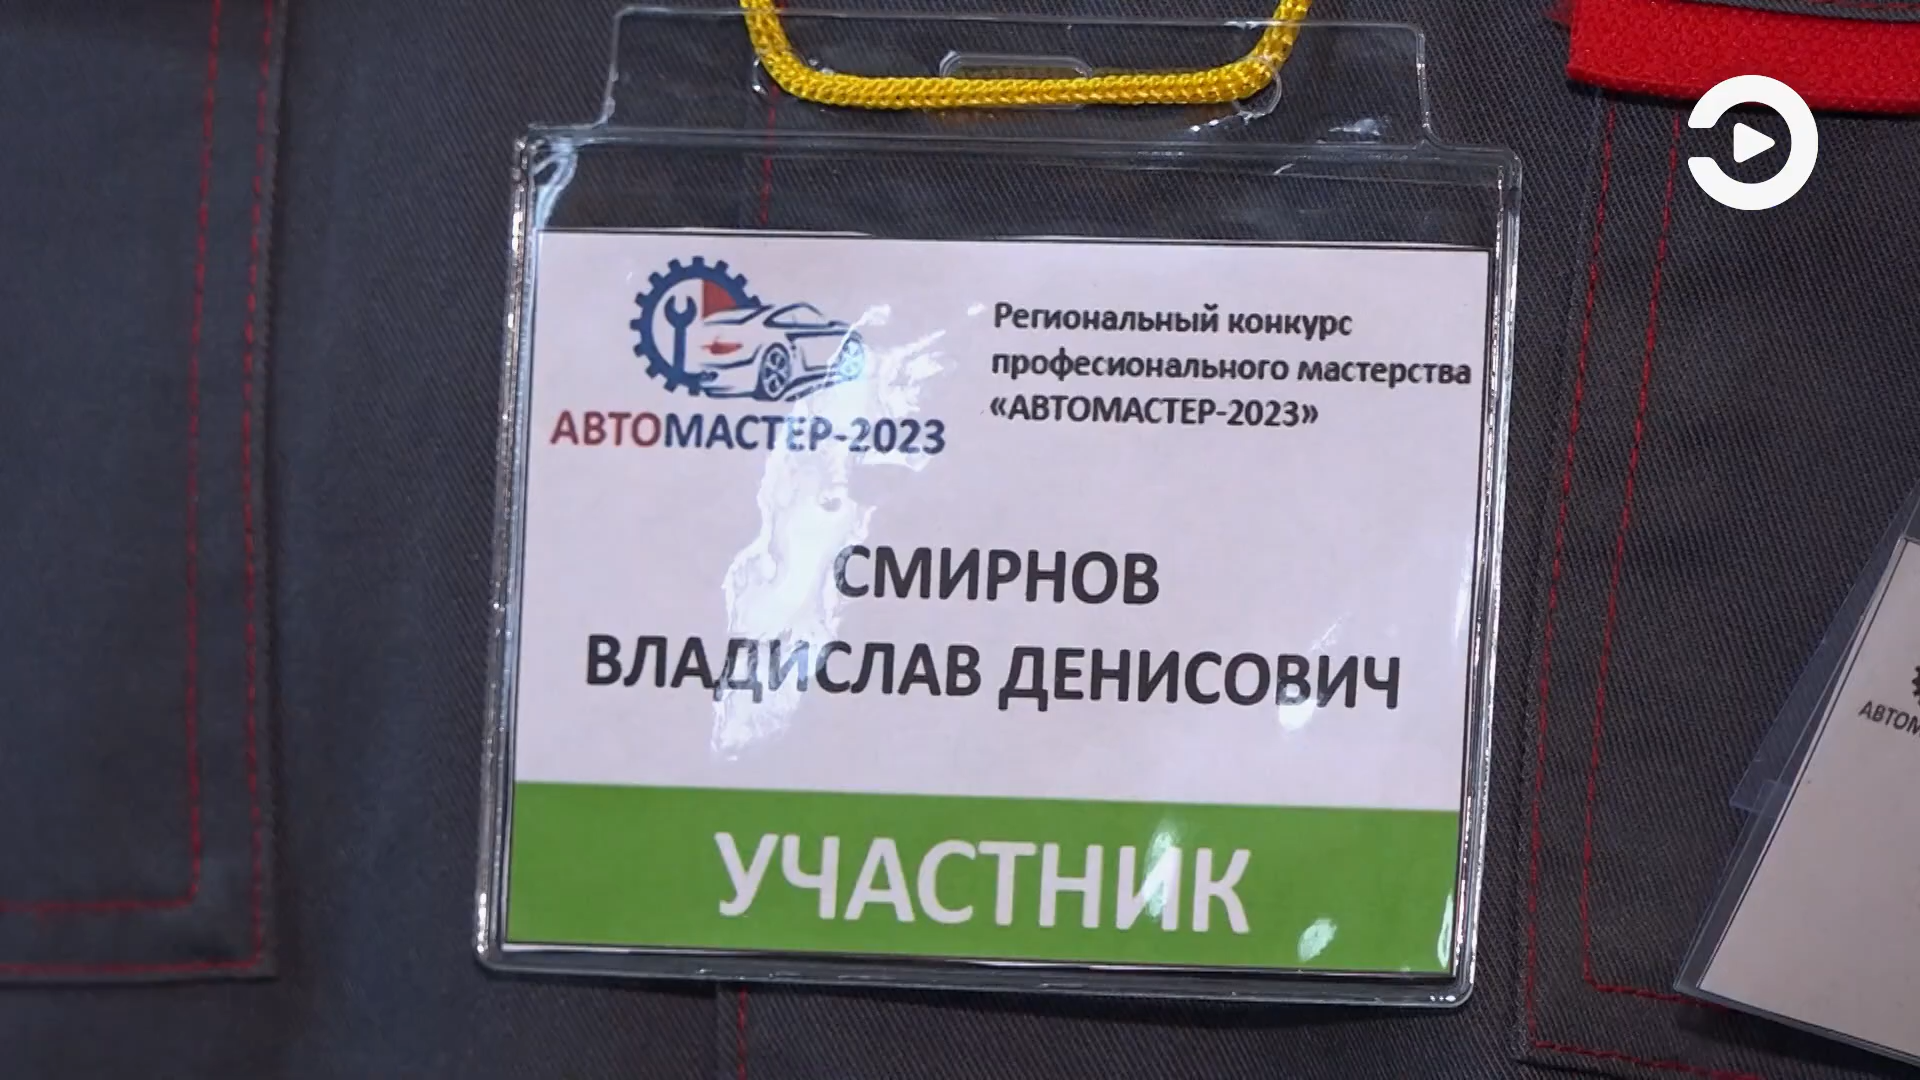 Региональный конкурс
професионального мастерства
«АВТОМАСТЕР-2023»
АВТОМАСТЕР-2023
СМИРНОВ
ВЛАДИСЛАВ ДЕНИСОВИЧ
УЧАСТНИК